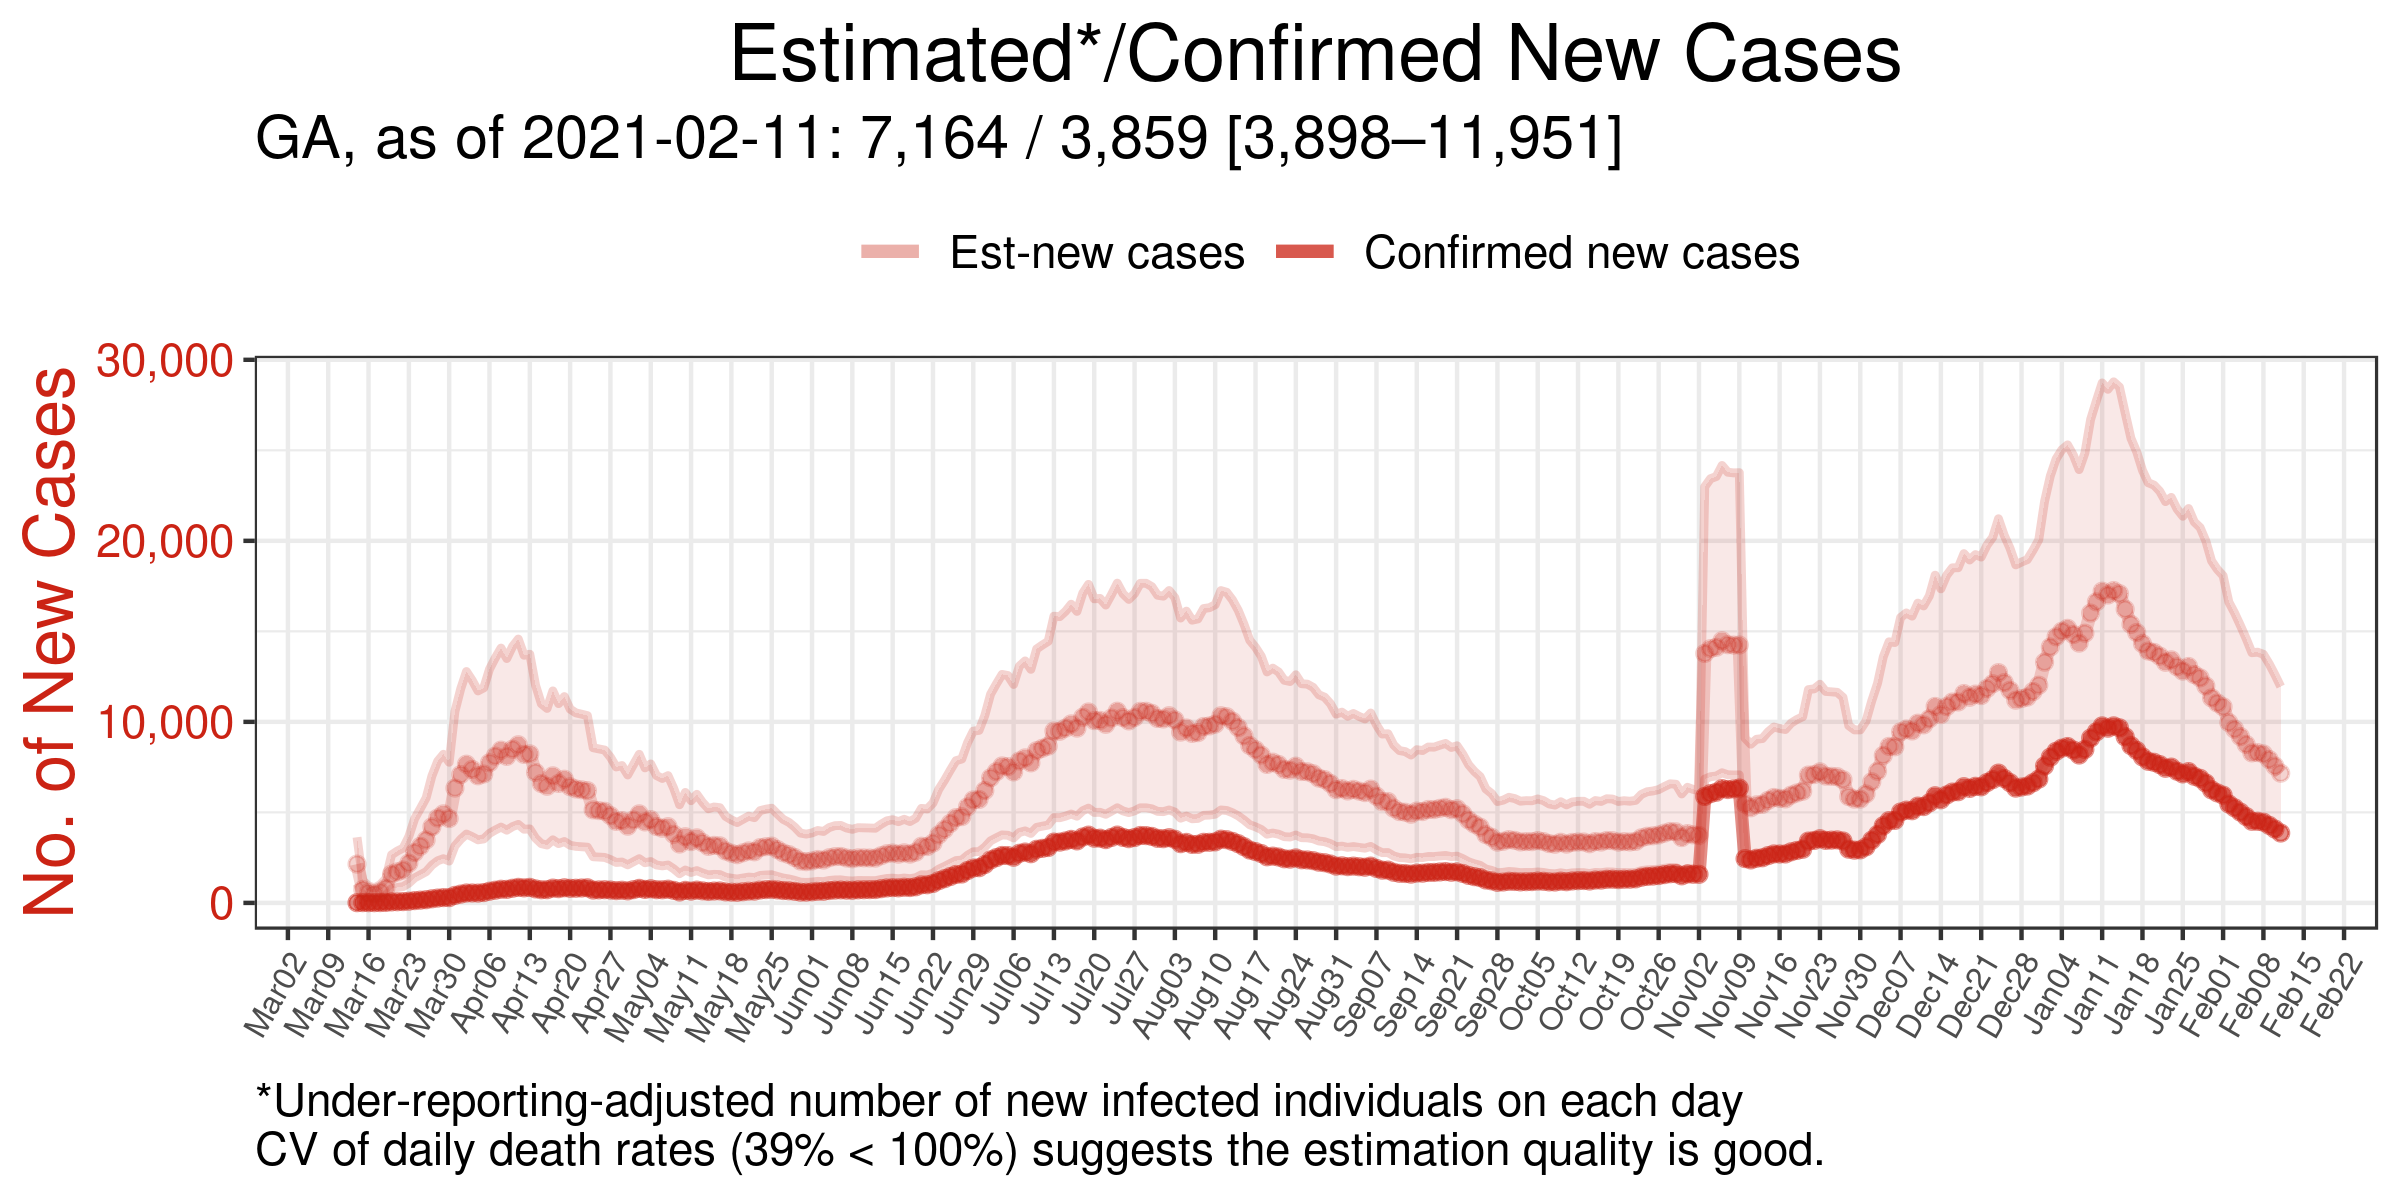 Estimated*/Confirmed New Cases
GA, as of 2021-02-11: 7,164 / 3,859 [3,898–11,951]
Est-new cases Confirmed new cases
No. of New Cases
30,000
20,000
10,000
0
Mar02 Mar09 Mar16 Mar23 Mar30 Apr06 Apr13 Apr20 Apr27 May04 May11 May18 May25 Jun01 Jun08 Jun15 Jun22 Jun29 Jul06 Jul13 Jul20 Jul27 Aug03 Aug10 Aug17 Aug24 Aug31 Sep07 Sep14 Sep21 Sep28 Oct05 Oct12 Oct19 Oct26 Nov02 Nov09 Nov16 Nov23 Nov30 Dec07 Dec14 Dec21 Dec28 Jan04 Jan11 Jan18 Jan25 Feb01 Feb08 Feb15 Feb22
*Under-reporting-adjusted number of new infected individuals on each day
CV of daily death rates (39% < 100%) suggests the estimation quality is good.